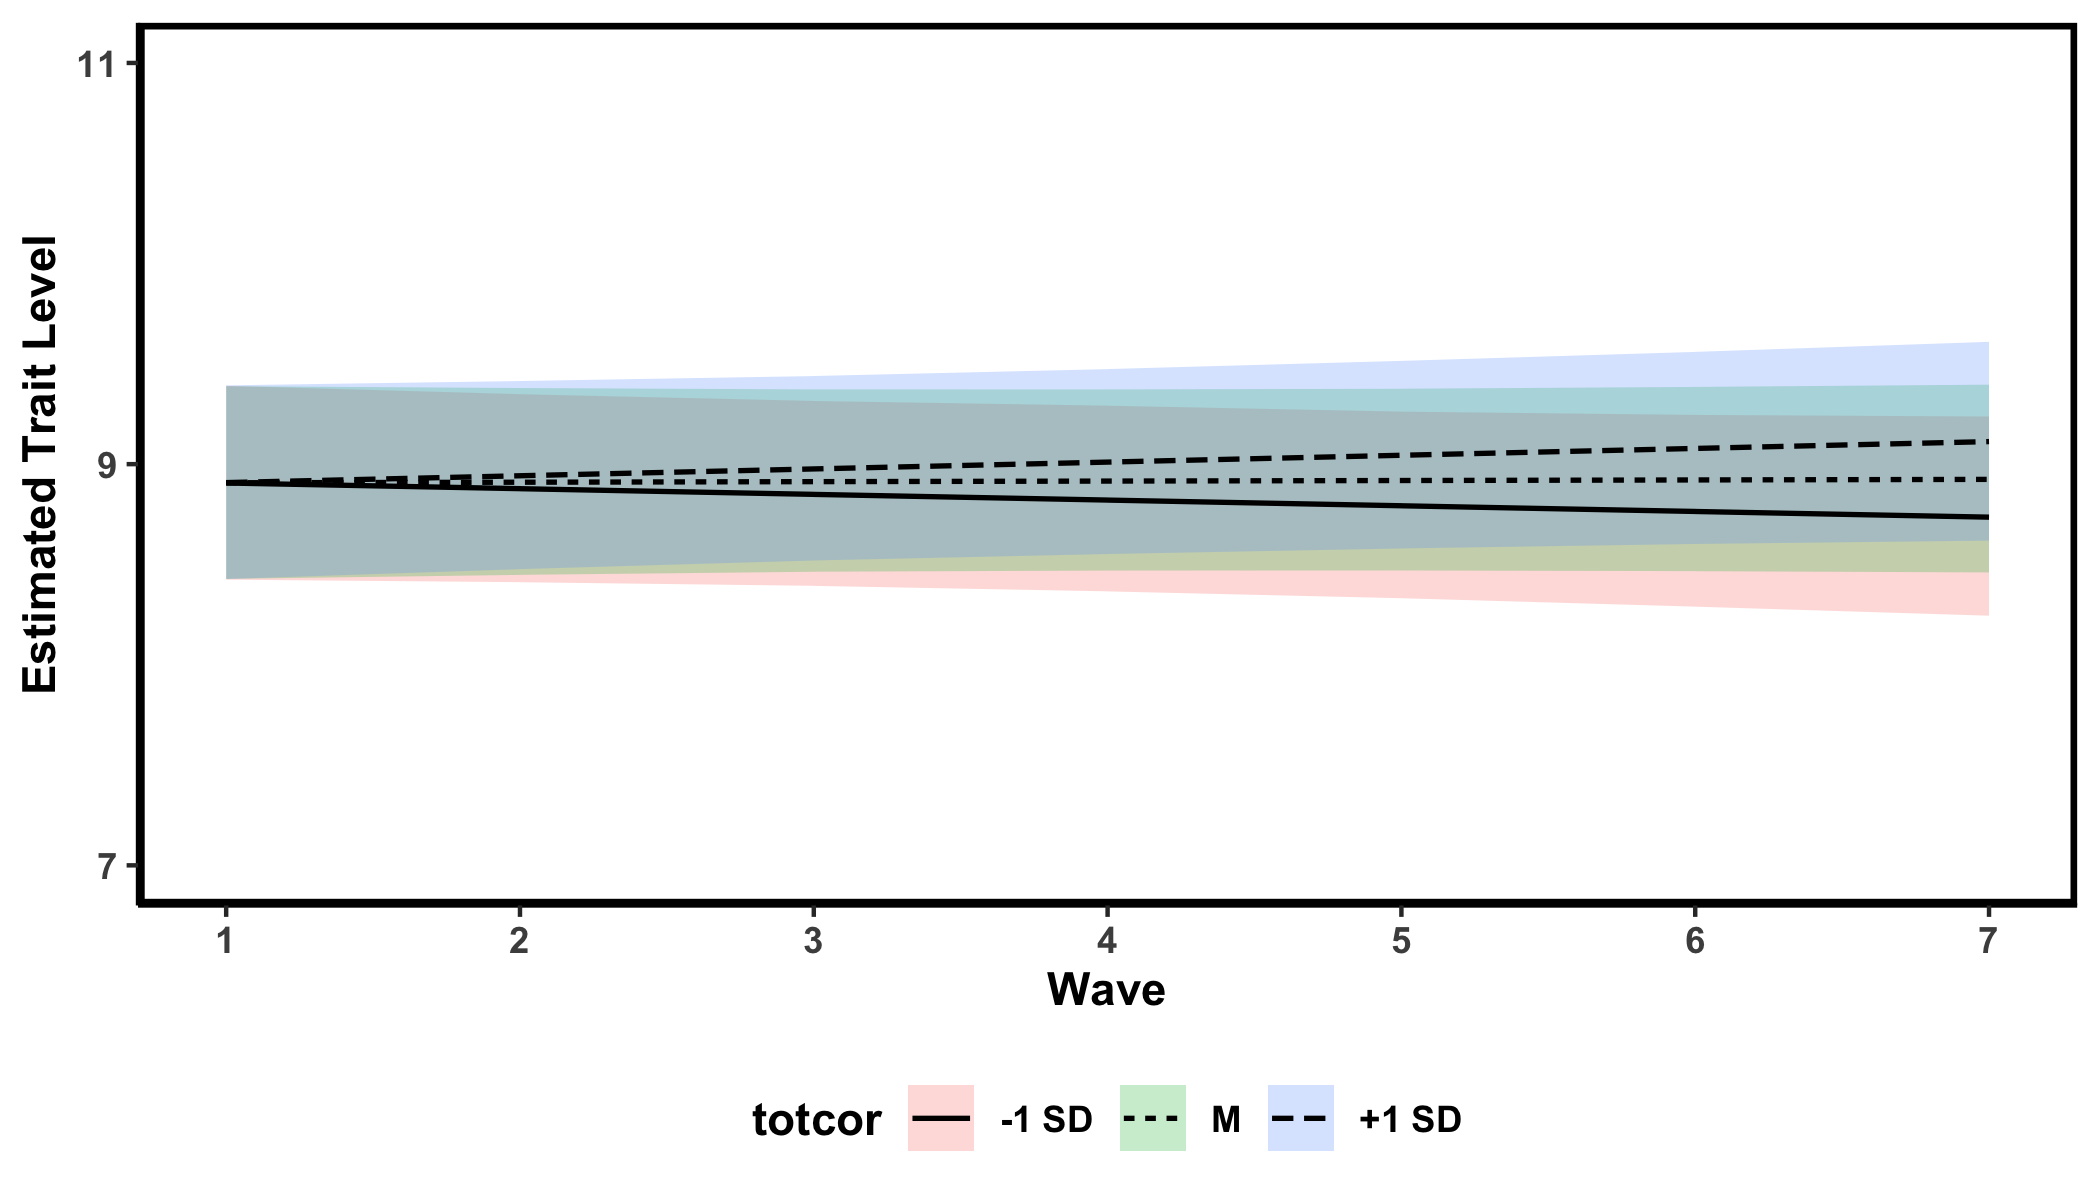 Estimated Trait Level
11
9
7
1 2 3 4 5 6 7
Wave
totcor -1 SD M +1 SD